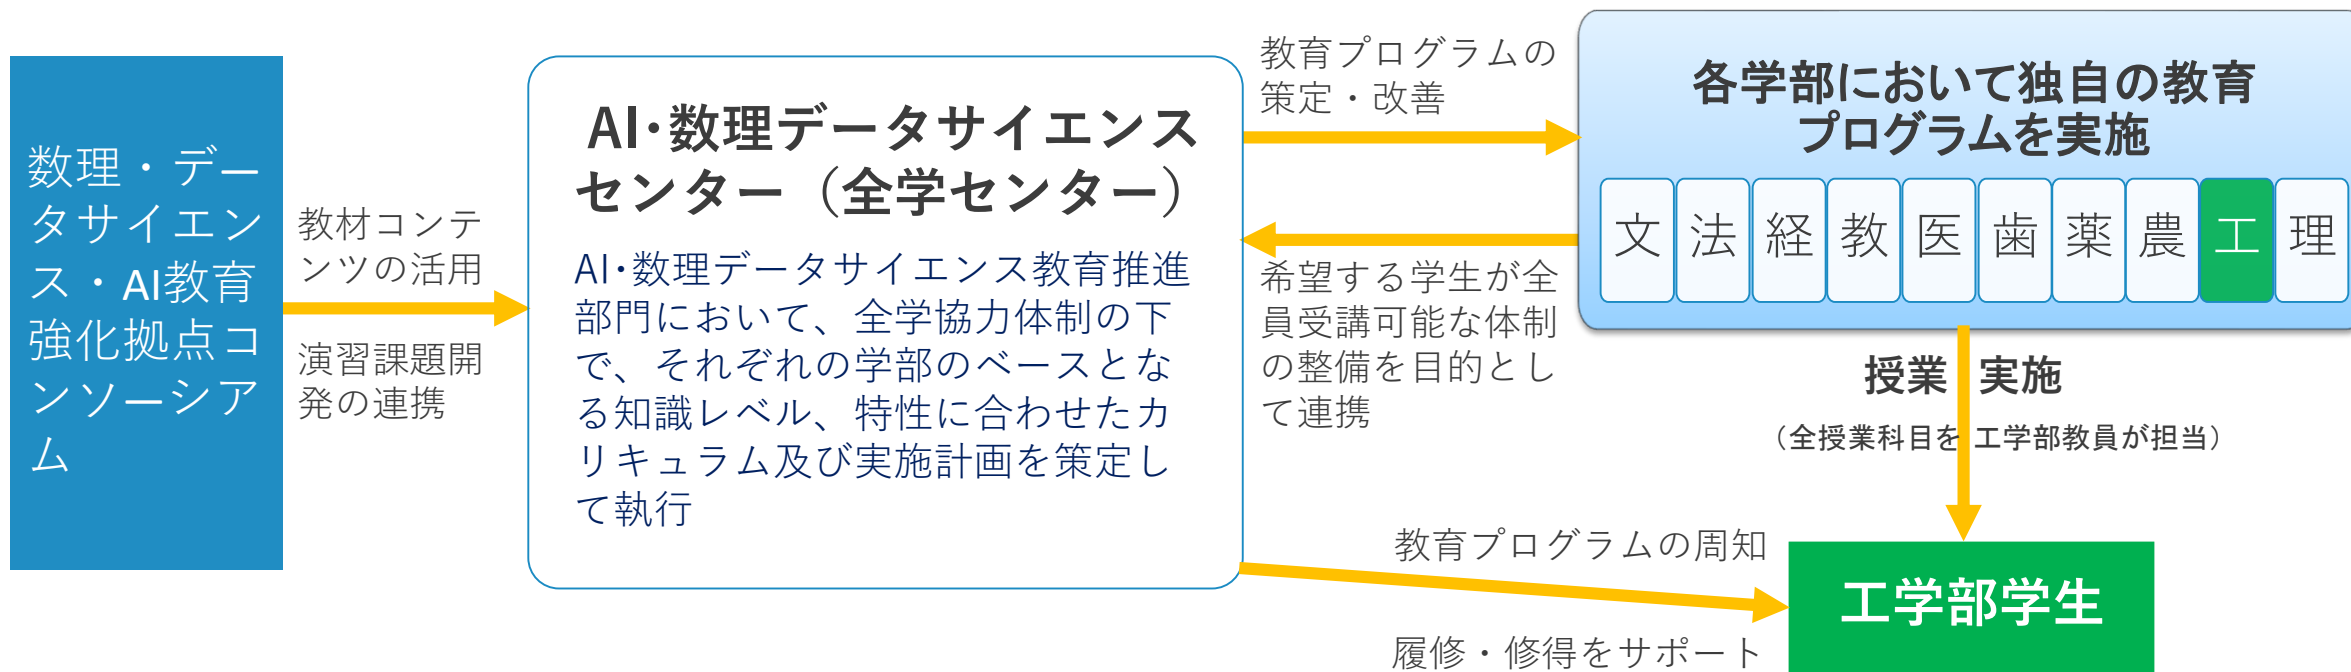 数理・デー
タサイエン
ス・AI教育
強化拠点コ
ンソーシア
ム
教材コンテ
ンツの活用
演習課題開
発の連携
AI・数理データサイエンス
センター（全学センター）
AI・数理データサイエンス教育推進
部門において、全学協力体制の下
で、それぞれの学部のベースとな
る知識レベル、特性に合わせたカ
リキュラム及び実施計画を策定し
て執行
教育プログラムの
策定・改善
希望する学生が全
員受講可能な体制
の整備を目的とし
て連携
各学部において独自の教育
プログラムを実施
文 法 経 教 医 歯 薬 農 工 理
授業 実施
（全授業科目を 工学部教員が担当）
教育プログラムの周知
履修・修得をサポート
工学部学生